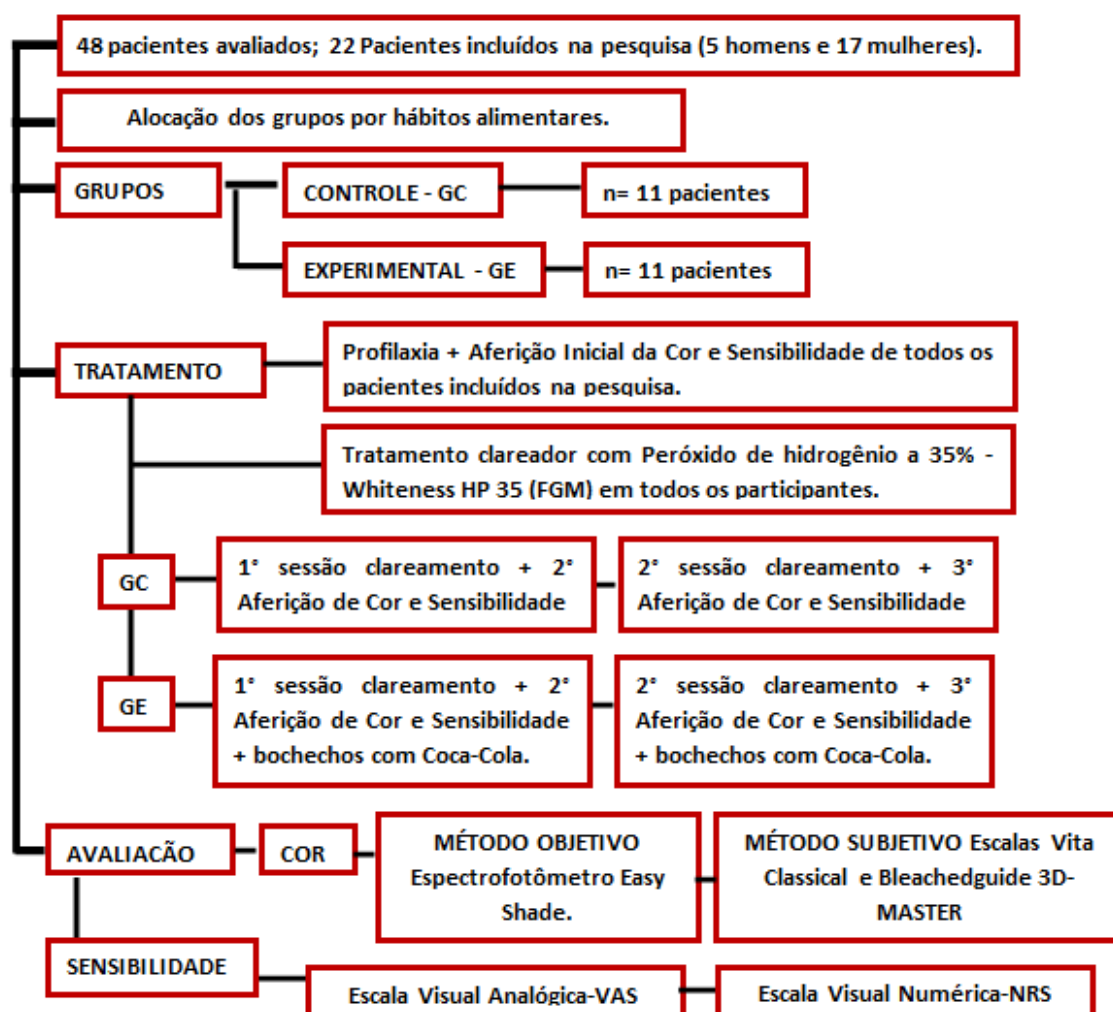 48 pacientes avaliados; 22 Pacientes incluídos na pesquisa (5 homens e 17 mulheres).
Alocação dos grupos por hábitos alimentares.
GRUPOS
CONTROLE - GC
n= 11 pacientes
EXPERIMENTAL - GE
n= 11 pacientes
TRATAMENTO
Profilaxia + Aferição Inicial da Cor e Sensibilidade de todos os
pacientes incluídos na pesquisa.
Tratamento clareador com Peróxido de hidrogênio a 35% -
Whiteness HP 35 (FGM) em todos os participantes.
GC
1° sessão clareamento + 2°
Aferição de Cor e Sensibilidade
2° sessão clareamento + 3°
Aferição de Cor e Sensibilidade
GE
1° sessão clareamento + 2°
Aferição de Cor e Sensibilidade
+ bochechos com Coca-Cola.
2° sessão clareamento + 3°
Aferição de Cor e Sensibilidade
+ bochechos com Coca-Cola.
AVALIACÃO
COR
MÉTODO OBJETIVO
Espectrofotômetro Easy
Shade.
MÉTODO SUBJETIVO Escalas Vita
Classical e Bleachedguide 3D-
MASTER
SENSIBILIDADE
Escala Visual Analógica-VAS
Escala Visual Numérica-NRS